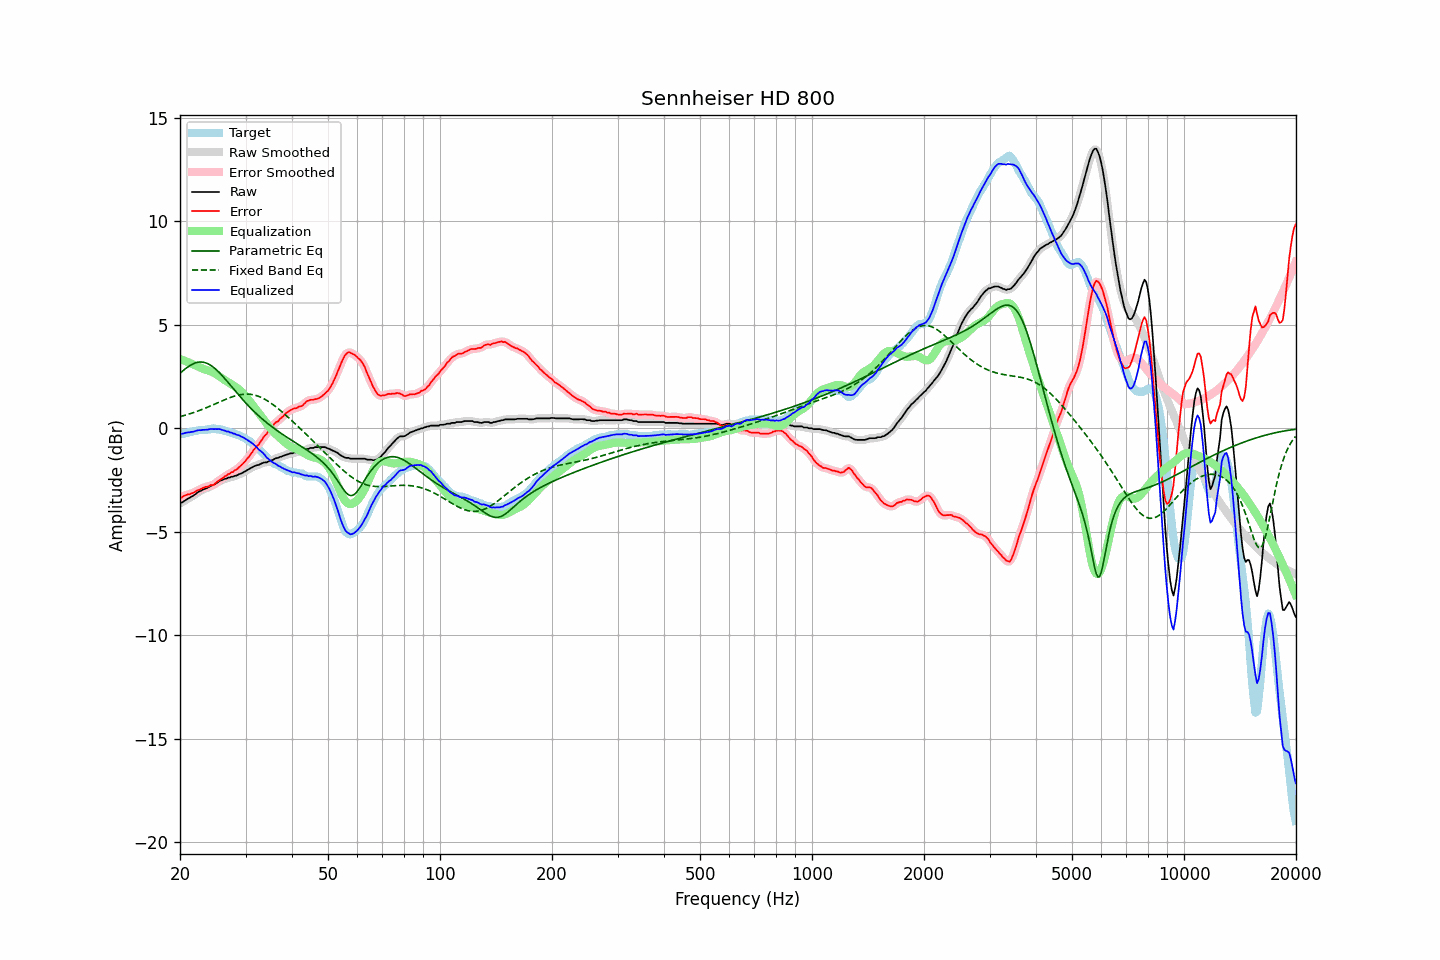 Sennheiser HD 800
Target
Raw Smoothed
Error Smoothed
Raw
Error
Equalization
Parametric Eq
Fixed Band Eq
Equalized
Amplitude (dBr)
15
10
5
0
−5
−10
−15
−20
20 50 100 200 500 1000 2000 5000 10000 20000
Frequency (Hz)